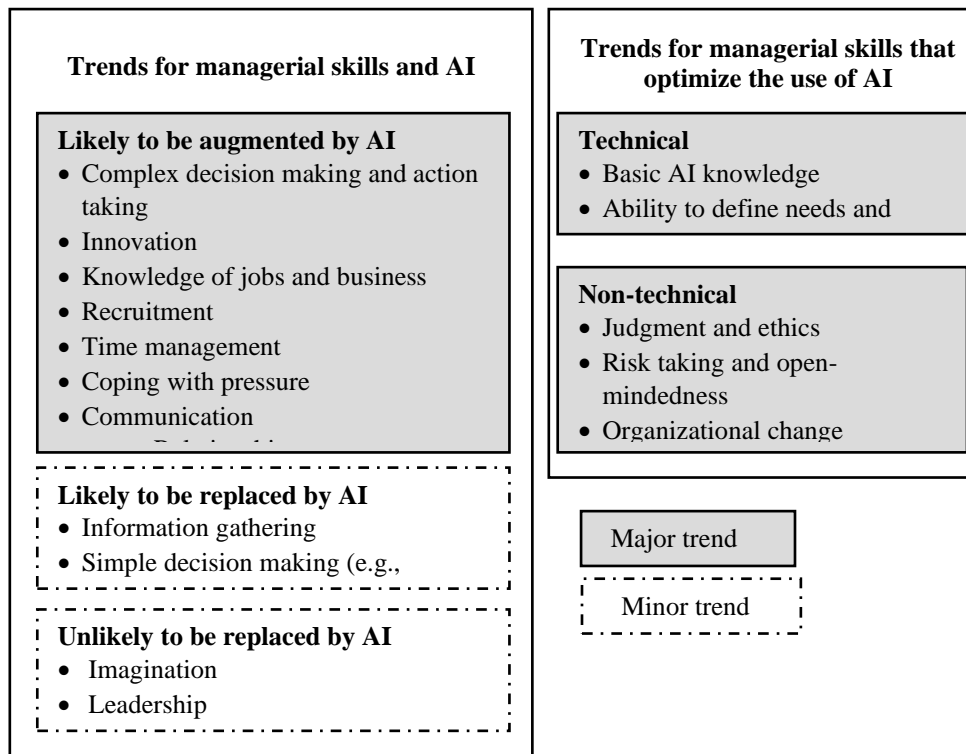 Trends for managerial skills and AI
Likely to be augmented by AI
• Complex decision making and action
taking
• Innovation
• Knowledge of jobs and business
• Recruitment
• Time management
• Coping with pressure
• Communication
Likely to be replaced by AI
• Information gathering
• Simple decision making (e.g.,
Unlikely to be replaced by AI
• Imagination
• Leadership
Trends for managerial skills that
optimize the use of AI
Technical
• Basic AI knowledge
• Ability to define needs and
Non-technical
• Judgment and ethics
• Risk taking and open-
mindedness
• Organizational change
Major trend
Minor trend